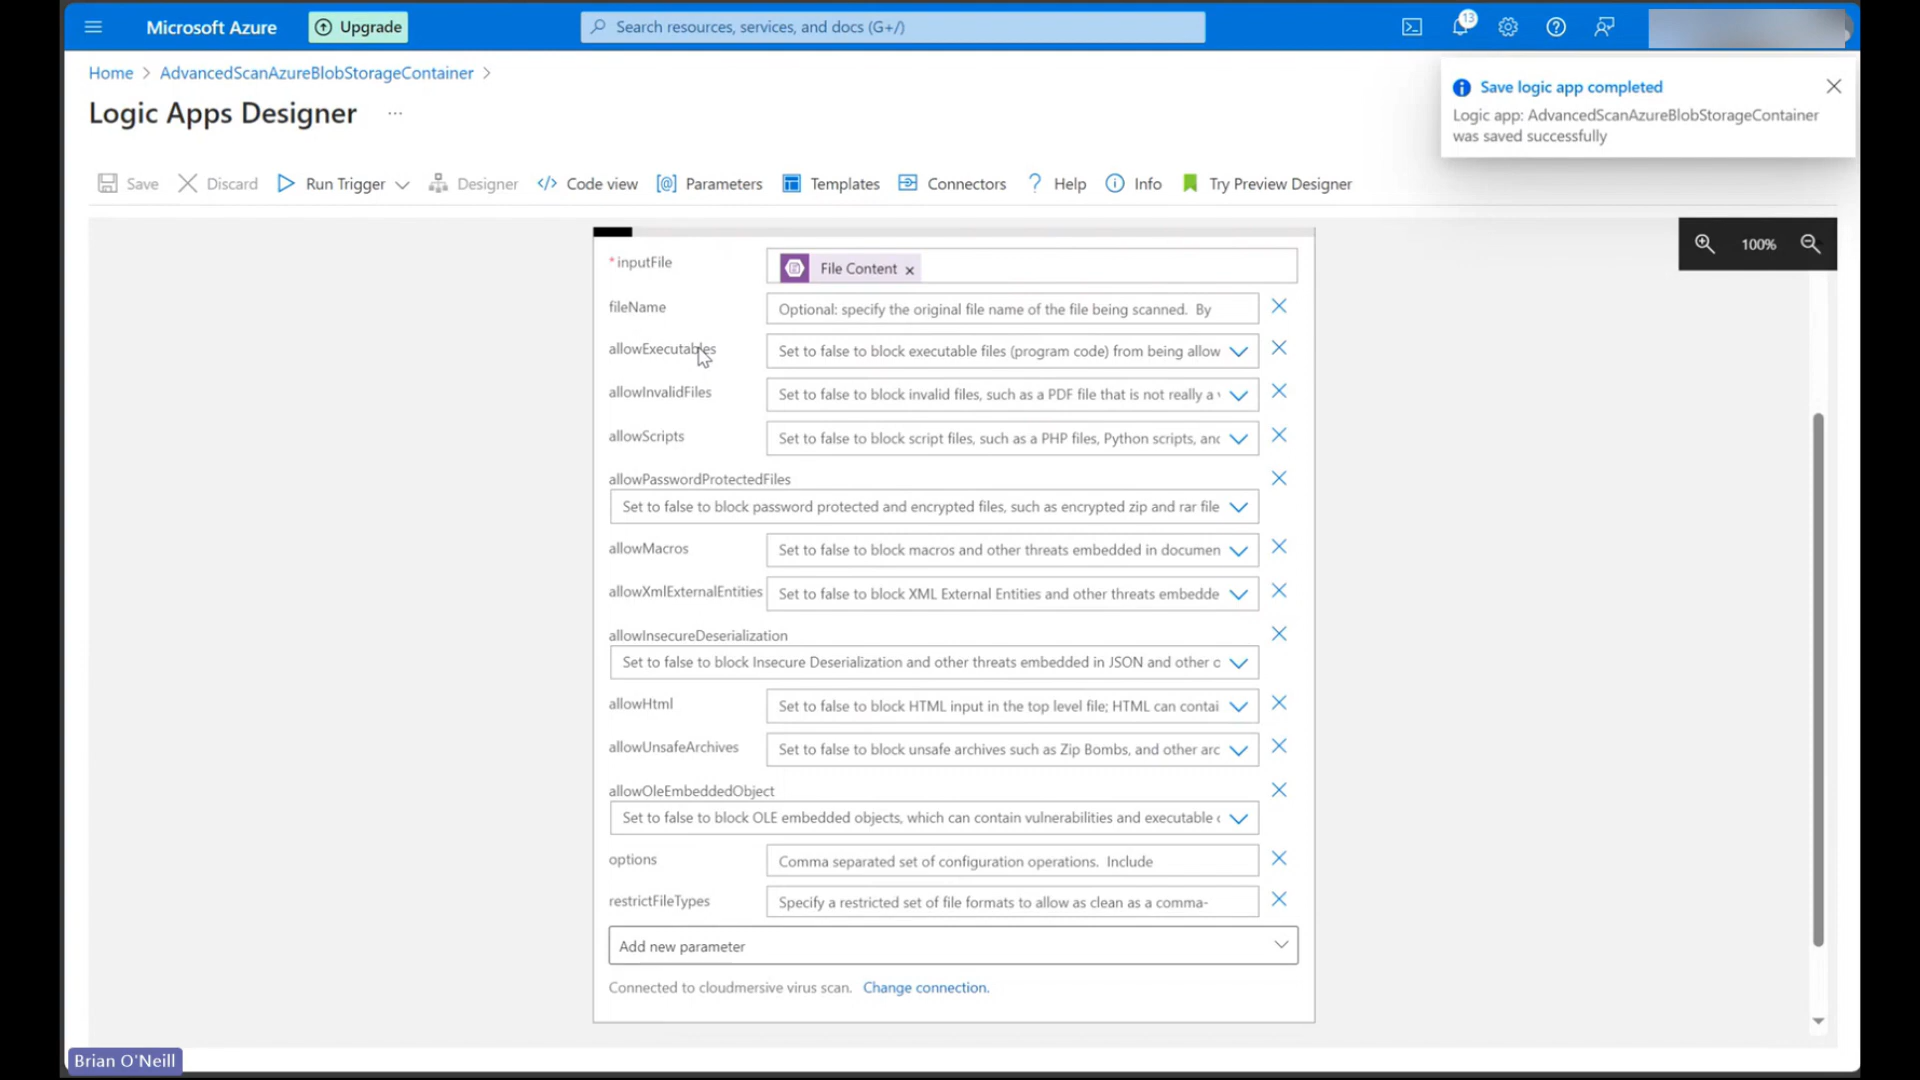 Microsoft Azure
Upgrade
Search resources, services, and docs (G+/)
13
Home > AdvancedScanAzureBlobStorageContainer >
Logic Apps Designer ...
Save logic app completed
Logic app: AdvancedScanAzureBlobStorageContainer
was saved successfully
Save
Discard
Run Trigger
Designer
Code view
Parameters
Templates
Connectors
Help
Info
Try Preview Designer
100%
* inputFile
File Content ×
fileName
Optional: specify the original file name of the file being scanned. By
allowExecutables
Set to false to block executable files (program code) from being allow
allowInvalidFiles
Set to false to block invalid files, such as a PDF file that is not really a
allowScripts
Set to false to block script files, such as a PHP files, Python scripts, and
allowPasswordProtectedFiles
Set to false to block password protected and encrypted files, such as encrypted zip and rar file
allowMacros
Set to false to block macros and other threats embedded in documen
allowXmlExternalEntities
Set to false to block XML External Entities and other threats embedde
allowInsecureDeserialization
Set to false to block Insecure Deserialization and other threats embedded in JSON and other o
allowHtml
Set to false to block HTML input in the top level file; HTML can contai
allowUnsafeArchives
Set to false to block unsafe archives such as Zip Bombs, and other arc
allowOleEmbeddedObject
Set to false to block OLE embedded objects, which can contain vulnerabilities and executable
options
Comma separated set of configuration operations. Include
restrictFileTypes
Specify a restricted set of file formats to allow as clean as a comma-
Add new parameter
Connected to cloudmersive virus scan. Change connection.
Brian O'Neill